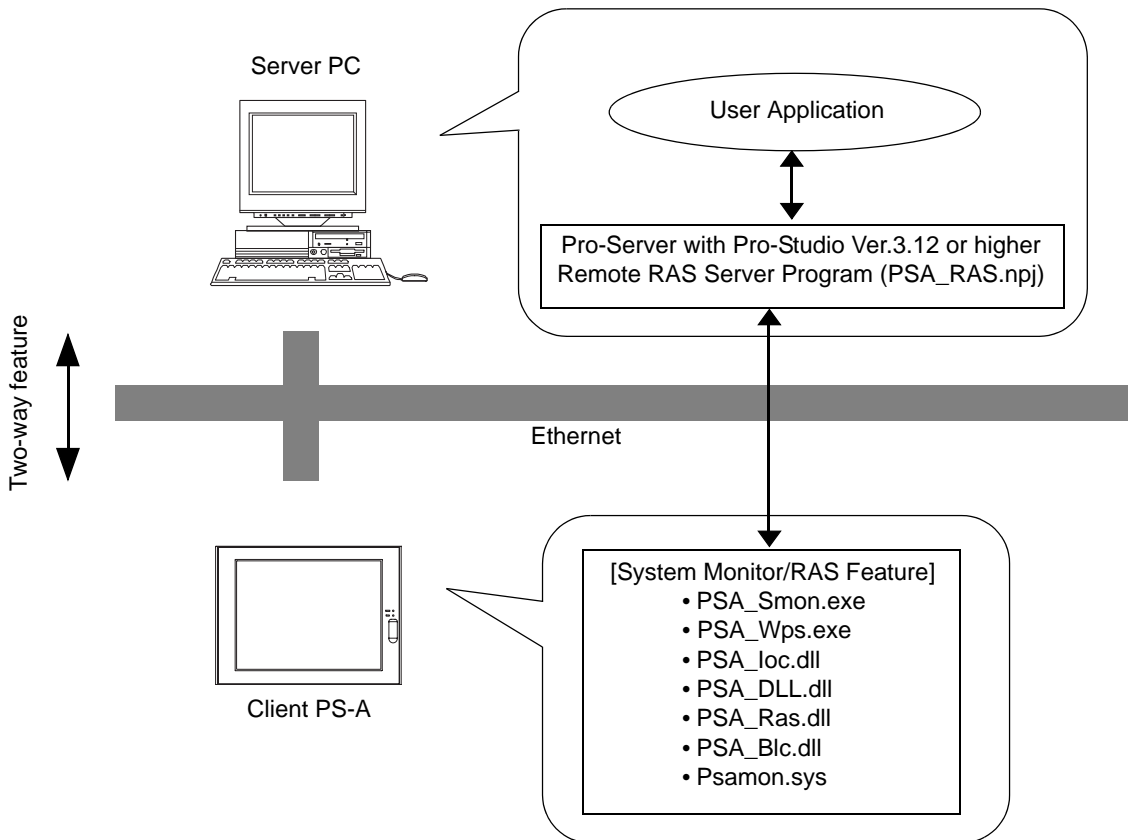 Server PC
User Application
Pro-Server with Pro-Studio Ver.3.12 or higher
Remote RAS Server Program (PSA_RAS.npj)
Two-way feature
Ethernet
Client PS-A
[System Monitor/RAS Feature]
• PSA_Smon.exe
• PSA_Wps.exe
• PSA_Ioc.dll
• PSA_DLL.dll
• PSA_Ras.dll
• PSA_Blc.dll
• Psamon.sys